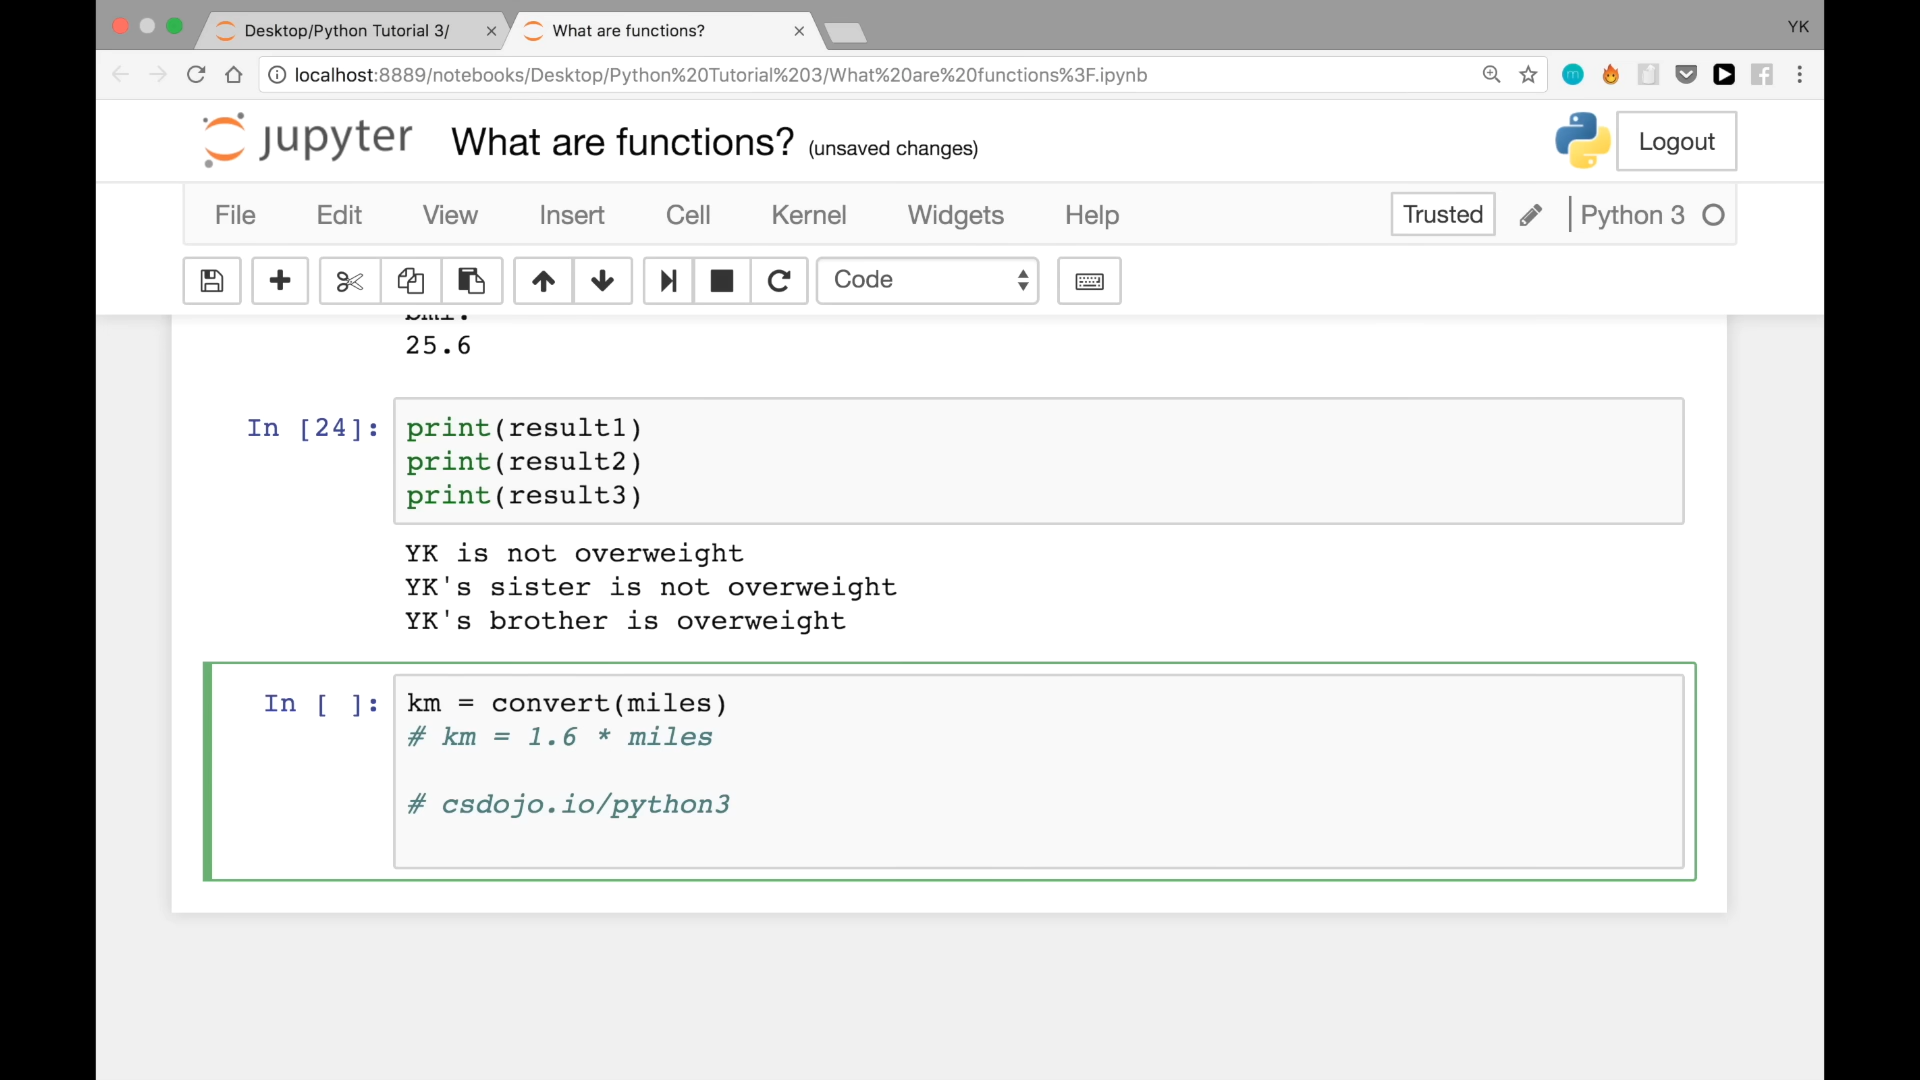 Desktop/Python Tutorial 3/
What are functions?
YK
localhost:8889/notebooks/Desktop/Python%20Tutorial%203/What%20are%20functions%3F.ipynb
jupyter What are functions? (unsaved changes)
Logout
File Edit View Insert Cell Kernel Widgets Help
Trusted
Python 3
Code
bmi:
25.6
In [24]:
print(result1)
print(result2)
print(result3)
YK is not overweight
YK's sister is not overweight
YK's brother is overweight
In [ ]:
km = convert(miles)
# km = 1.6 * miles
# csdojo.io/python3